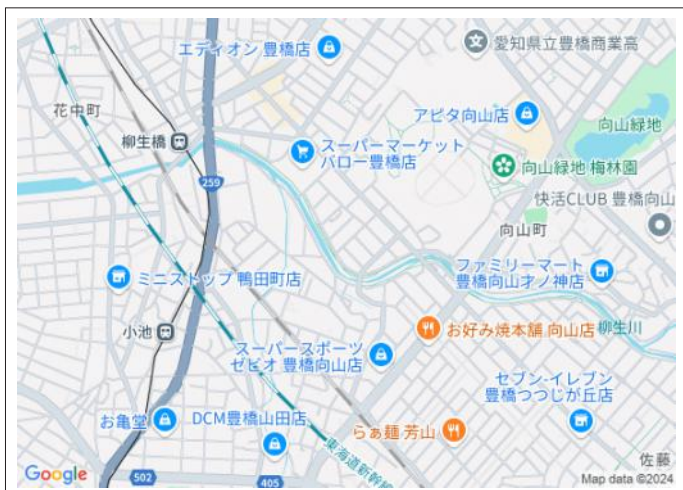 エディオン 豊橋店
愛知県立豊橋商業高
花中町
アピタ向山店
向山緑地
柳生橋
スーパーマーケット
バロー豊橋店
向山緑地 梅林園
259
快活CLUB 豊橋向山
向山町
ミニストップ 鴨田町店
ファミリーマート
豊橋向山才ノ神店
小池
お好み焼本舗 向山店
柳生川
スーパースポーツ
ゼビオ 豊橋向山店
セブン-イレブン
豊橋つつじが丘店
お亀堂
DCM豊橋山田店
らぁ麺 芳山
東海道新幹線
佐藤
502
405
Google
Map data ©2024